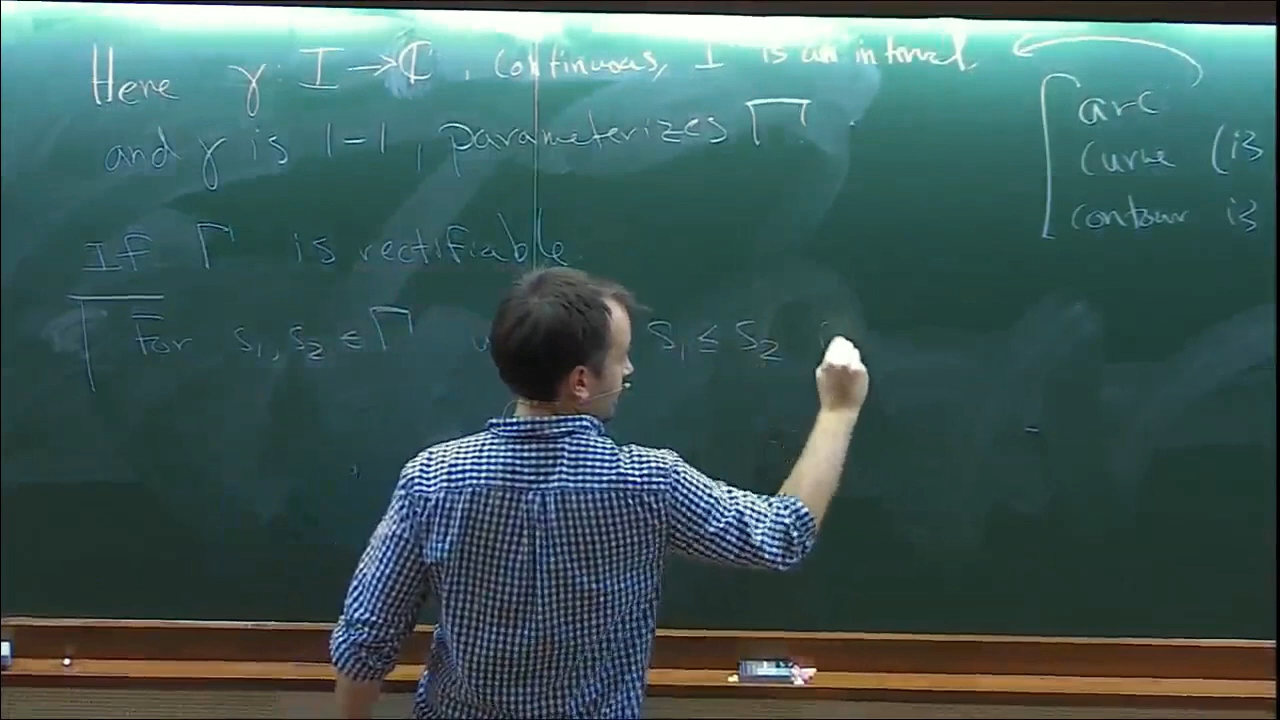 Here γ: I → ℂ, continuous, I is an interval
and γ is 1-1, parameterizes Γ.
If Γ is rectifiable
For s₁, s₂ ∈ Γ s₁ ≤ s₂
arc
curve (is
contour is